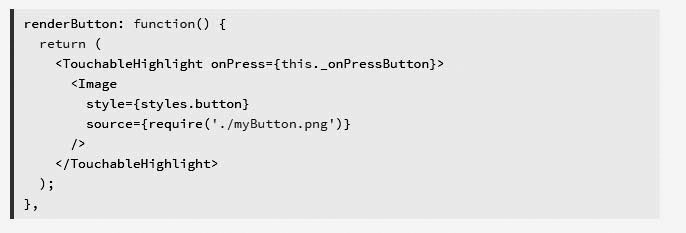 renderButton: function() {
  return (
    <TouchableHighlight onPress={this._onPressButton}>
      <Image
        style={styles.button}
        source={require('./myButton.png')}
      />
    </TouchableHighlight>
  );
},